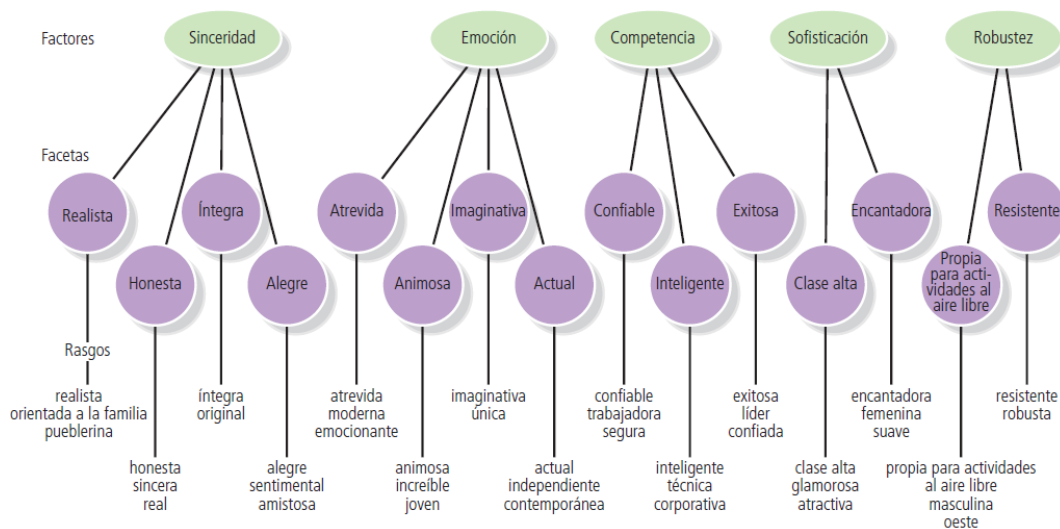 Factores
Sinceridad
Emoción
Competencia
Sofisticación
Robustez
Facetas
Realista
Íntegra
Atrevida
Imaginativa
Confiable
Exitosa
Encantadora
Resistente
Honesta
Alegre
Animosa
Actual
Inteligente
Clase alta
Propia
para acti-
vidades al
aire libre
Rasgos
realista
orientada a la familia
pueblerina
íntegra
original
atrevida
moderna
emocionante
imaginativa
única
confiable
trabajadora
segura
exitosa
líder
confiada
encantadora
femenina
suave
resistente
robusta
honesta
sincera
real
alegre
sentimental
amistosa
animosa
increíble
joven
actual
independiente
contemporánea
inteligente
técnica
corporativa
clase alta
glamorosa
atractiva
propia para actividades
al aire libre
masculina
oeste